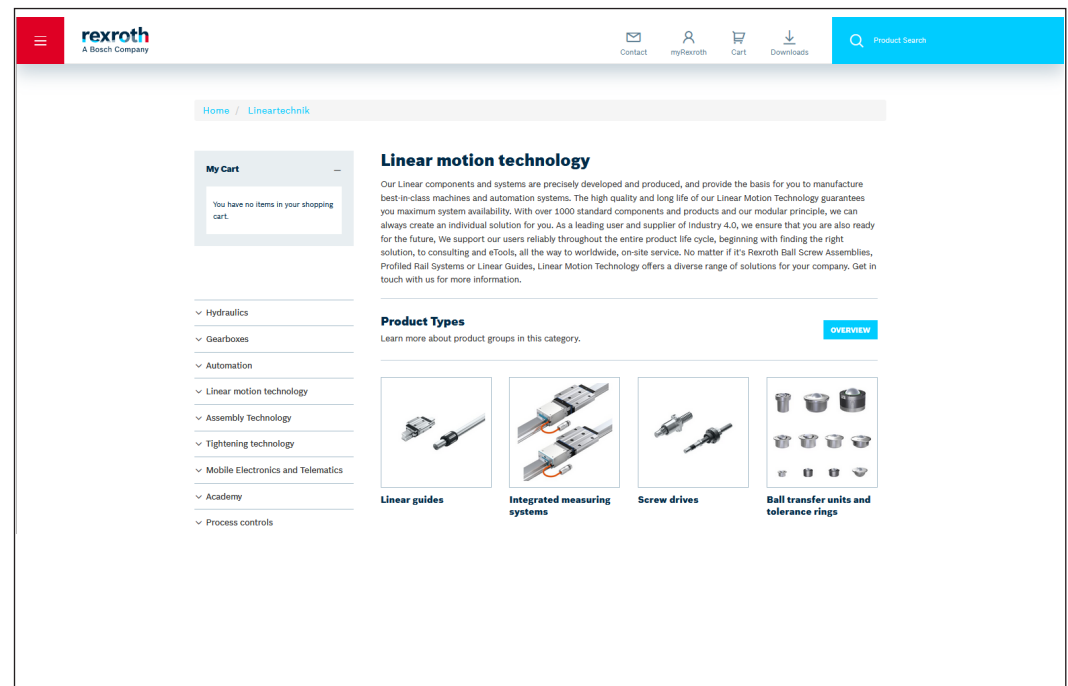 rexroth
A Bosch Company
Contact
myRexroth
Cart
Downloads
Product Search
Home / Lineartechnik
My Cart
You have no items in your shopping
cart.
Hydraulics
Gearboxes
Automation
Linear motion technology
Assembly Technology
Tightening technology
Mobile Electronics and Telematics
Academy
Process controls
Linear motion technology
Our Linear components and systems are precisely developed and produced, and provide the basis for you to manufacture
best-in-class machines and automation systems. The high quality and long life of our Linear Motion Technology guarantees
you maximum system availability. With over 1000 standard components and products and our modular principle, we can
always create an individual solution for you. As a leading user and supplier of Industry 4.0, we ensure that you are also ready
for the future, We support our users reliably throughout the entire product life cycle, beginning with finding the right
solution, to consulting and eTools, all the way to worldwide, on-site service. No matter if it's Rexroth Ball Screw Assemblies,
Profiled Rail Systems or Linear Guides, Linear Motion Technology offers a diverse range of solutions for your company. Get in
touch with us for more information.
Product Types
Learn more about product groups in this category.
OVERVIEW
Linear guides
Integrated measuring
systems
Screw drives
Ball transfer units and
tolerance rings